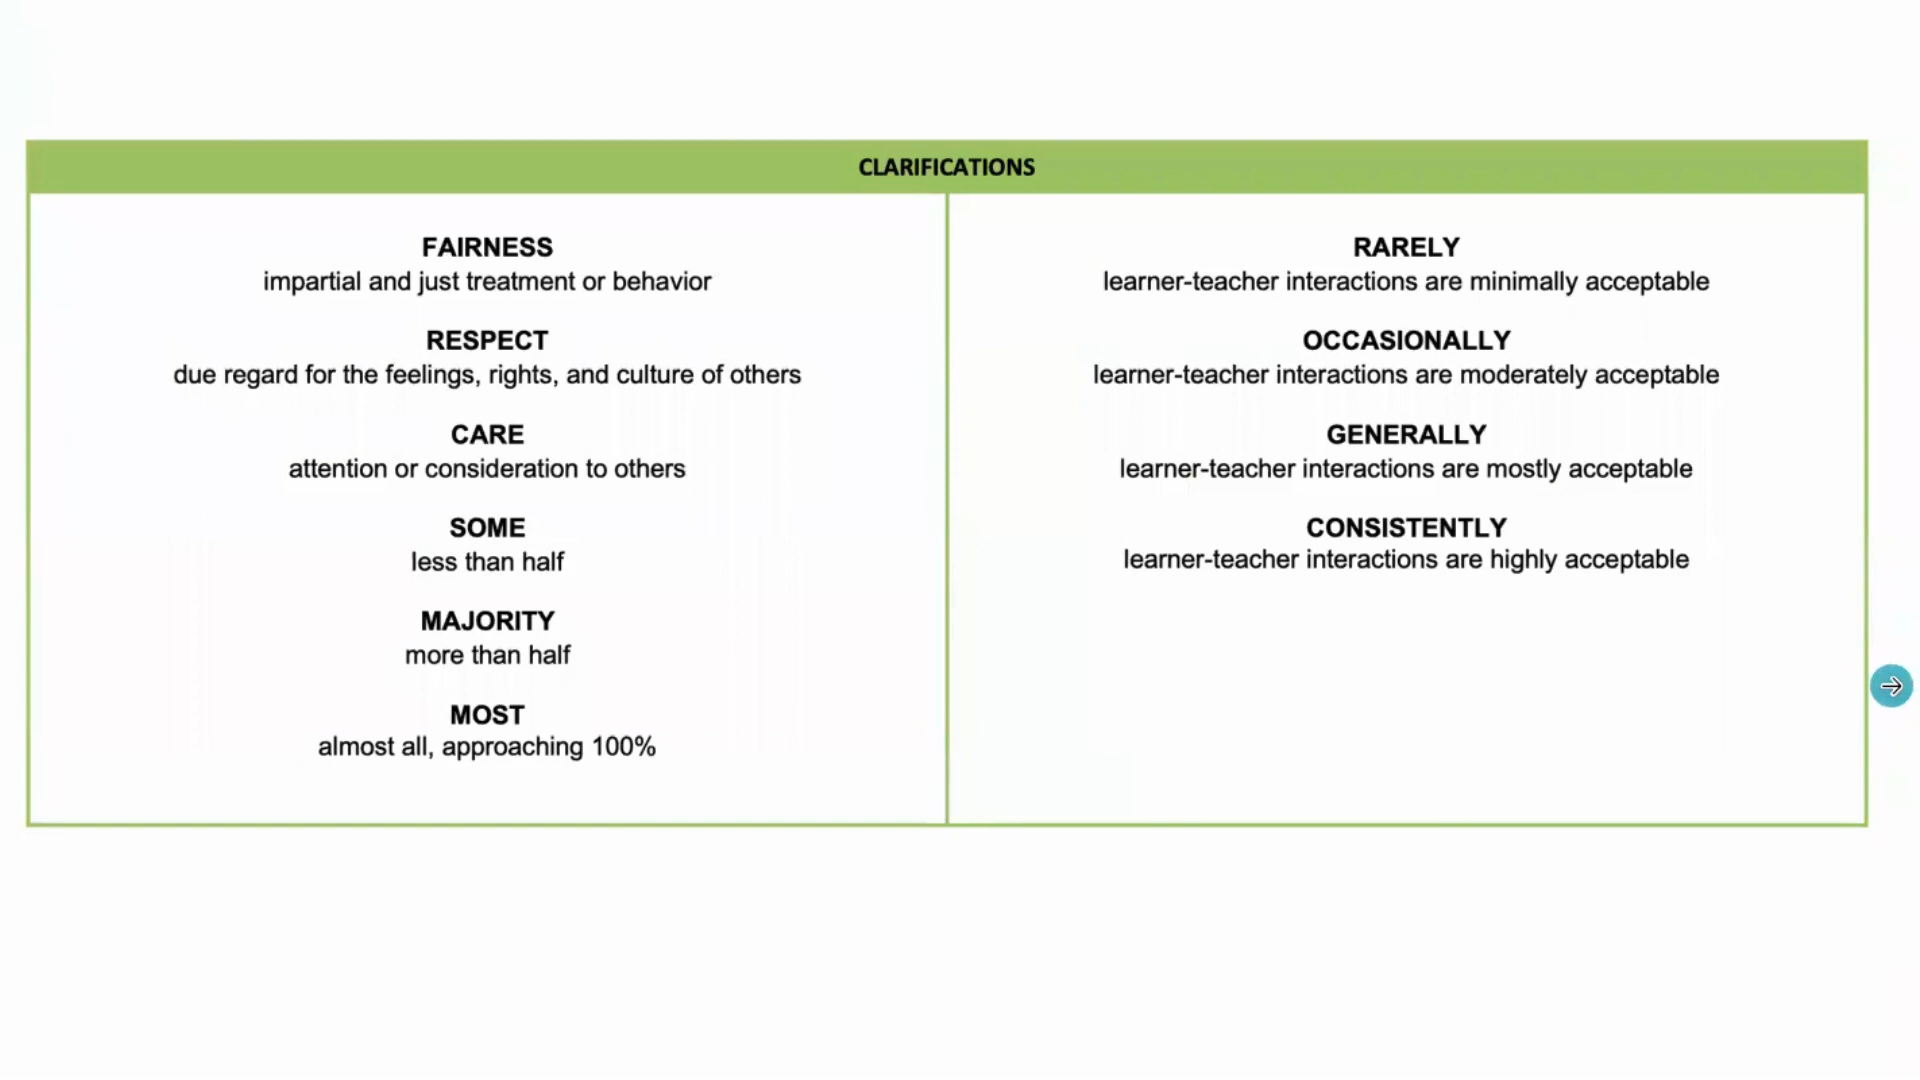 CLARIFICATIONS
FAIRNESS
impartial and just treatment or behavior
RESPECT
due regard for the feelings, rights, and culture of others
CARE
attention or consideration to others
SOME
less than half
MAJORITY
more than half
MOST
almost all, approaching 100%
RARELY
learner-teacher interactions are minimally acceptable
OCCASIONALLY
learner-teacher interactions are moderately acceptable
GENERALLY
learner-teacher interactions are mostly acceptable
CONSISTENTLY
learner-teacher interactions are highly acceptable